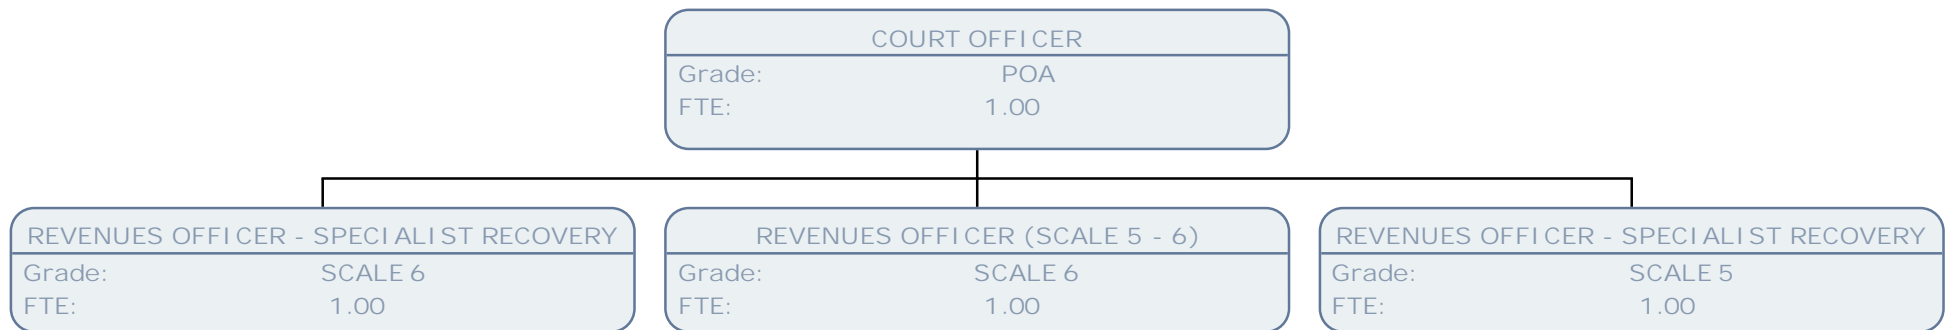 COURT OFFICER
Grade: POA
FTE: 1.00
REVENUES OFFICER - SPECIALIST RECOVERY
Grade: SCALE 6
FTE: 1.00
REVENUES OFFICER (SCALE 5 - 6)
Grade: SCALE 6
FTE: 1.00
REVENUES OFFICER - SPECIALIST RECOVERY
Grade: SCALE 5
FTE: 1.00